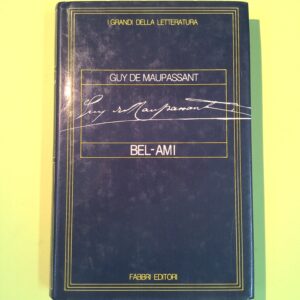 I GRANDI DELLA LETTERATURA
GUY DE MAUPASSANT
Guy de Maupassant
BEL-AMI
FABBRI EDITORI